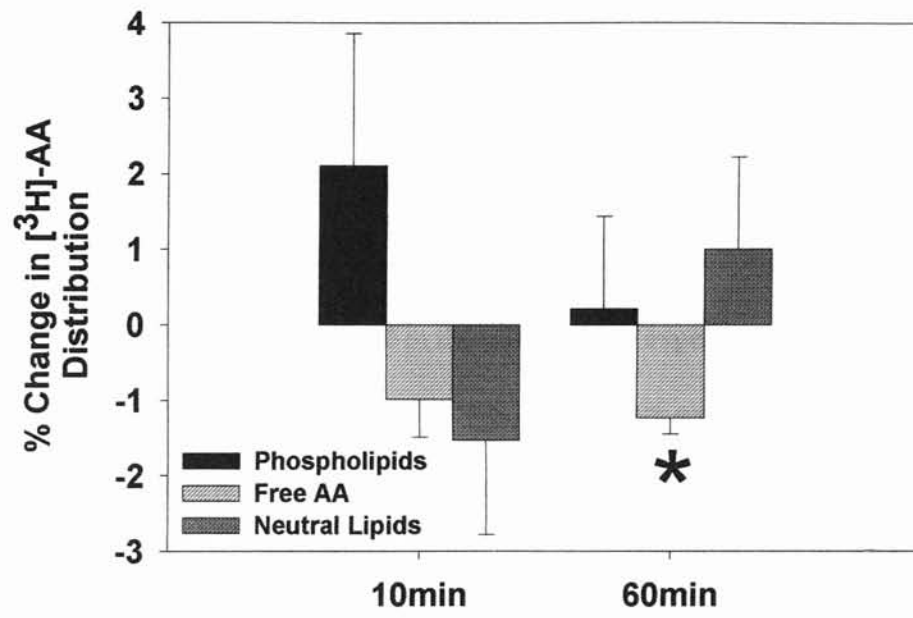 % Change in [³H]-AA
Distribution
4
3
2
1
0
-1
-2
-3
Phospholipids
Free AA
Neutral Lipids
*
10min
60min